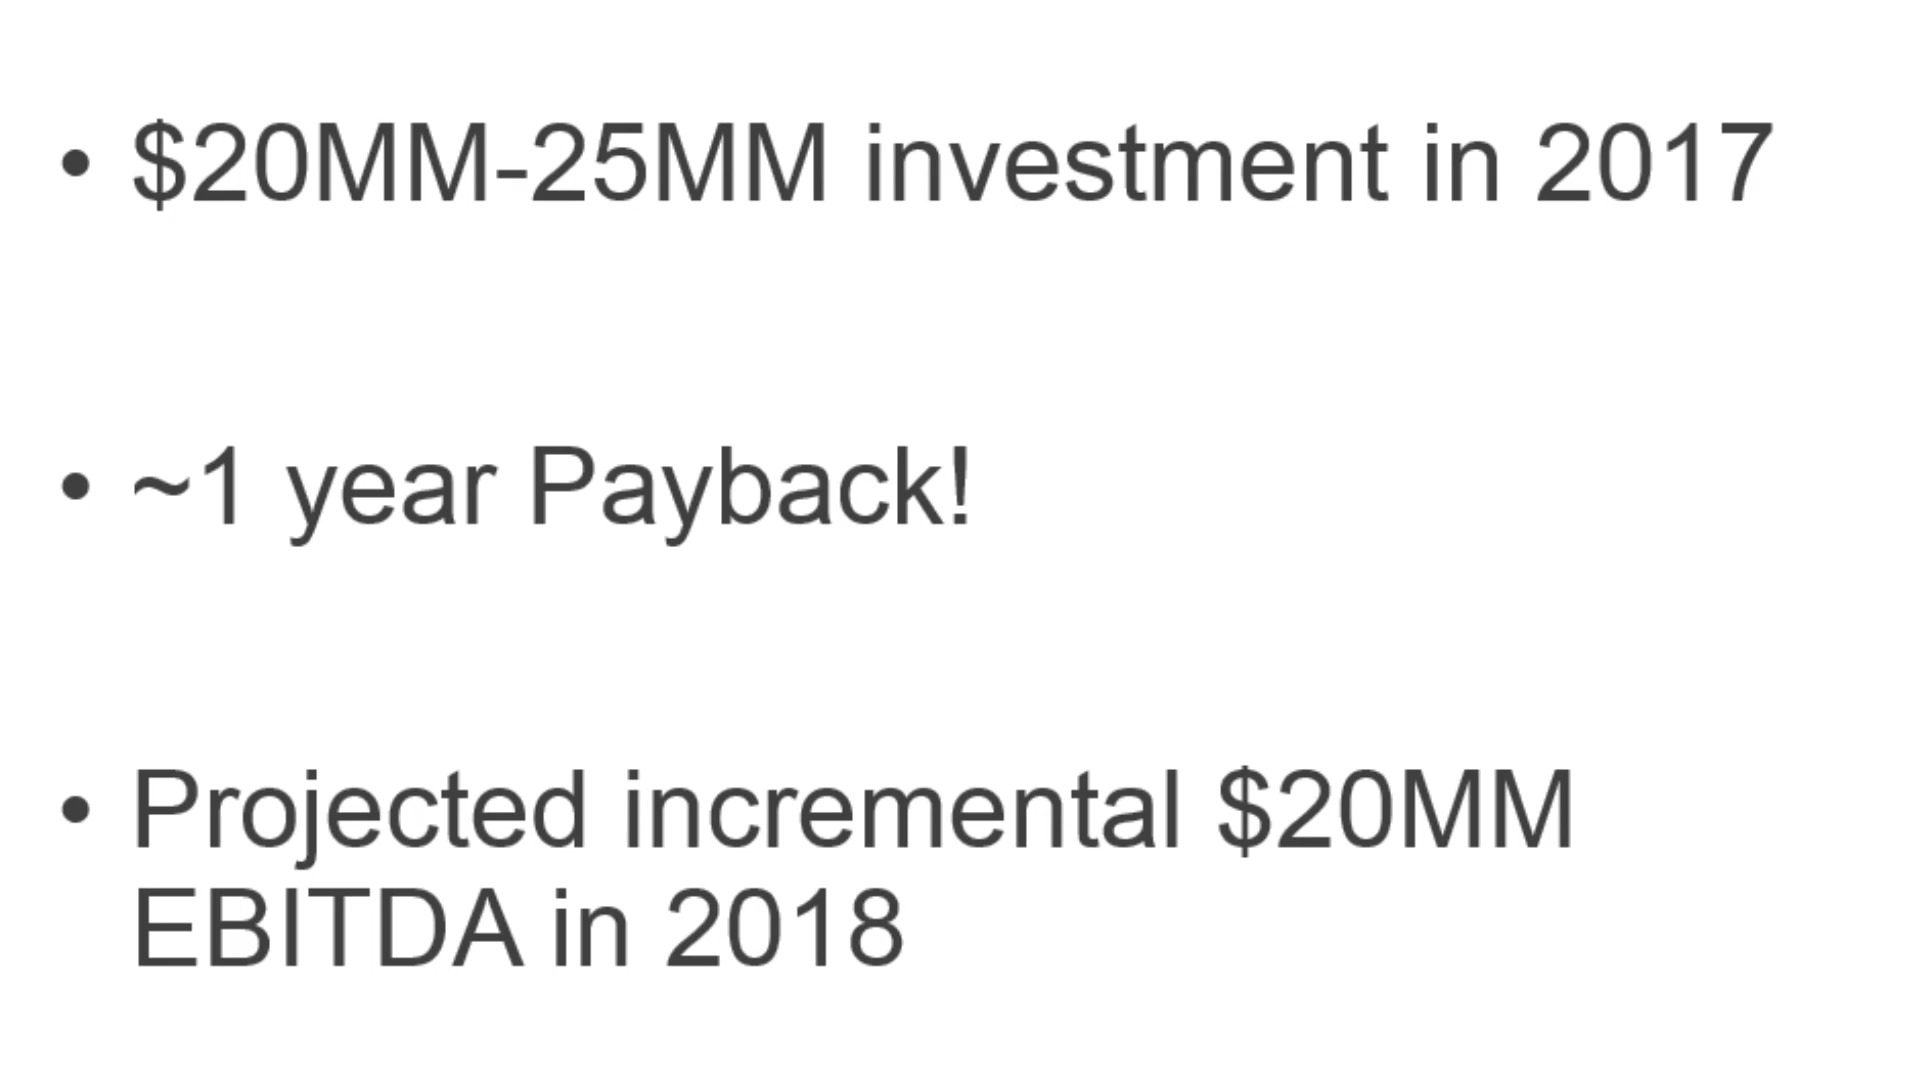 • $20MM-25MM investment in 2017
• ~1 year Payback!
• Projected incremental $20MM
EBITDA in 2018